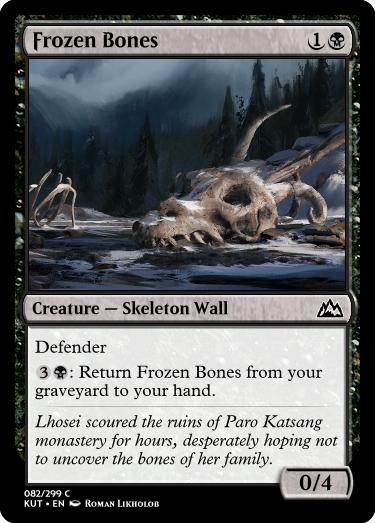 Frozen Bones 1
Creature — Skeleton Wall
Defender
3: Return Frozen Bones from your
graveyard to your hand.
Lhosei scoured the ruins of Paro Katsang
monastery for hours, desperately hoping not
to uncover the bones of her family.
0/4
082/299 C
KUT • EN Roman Likholob